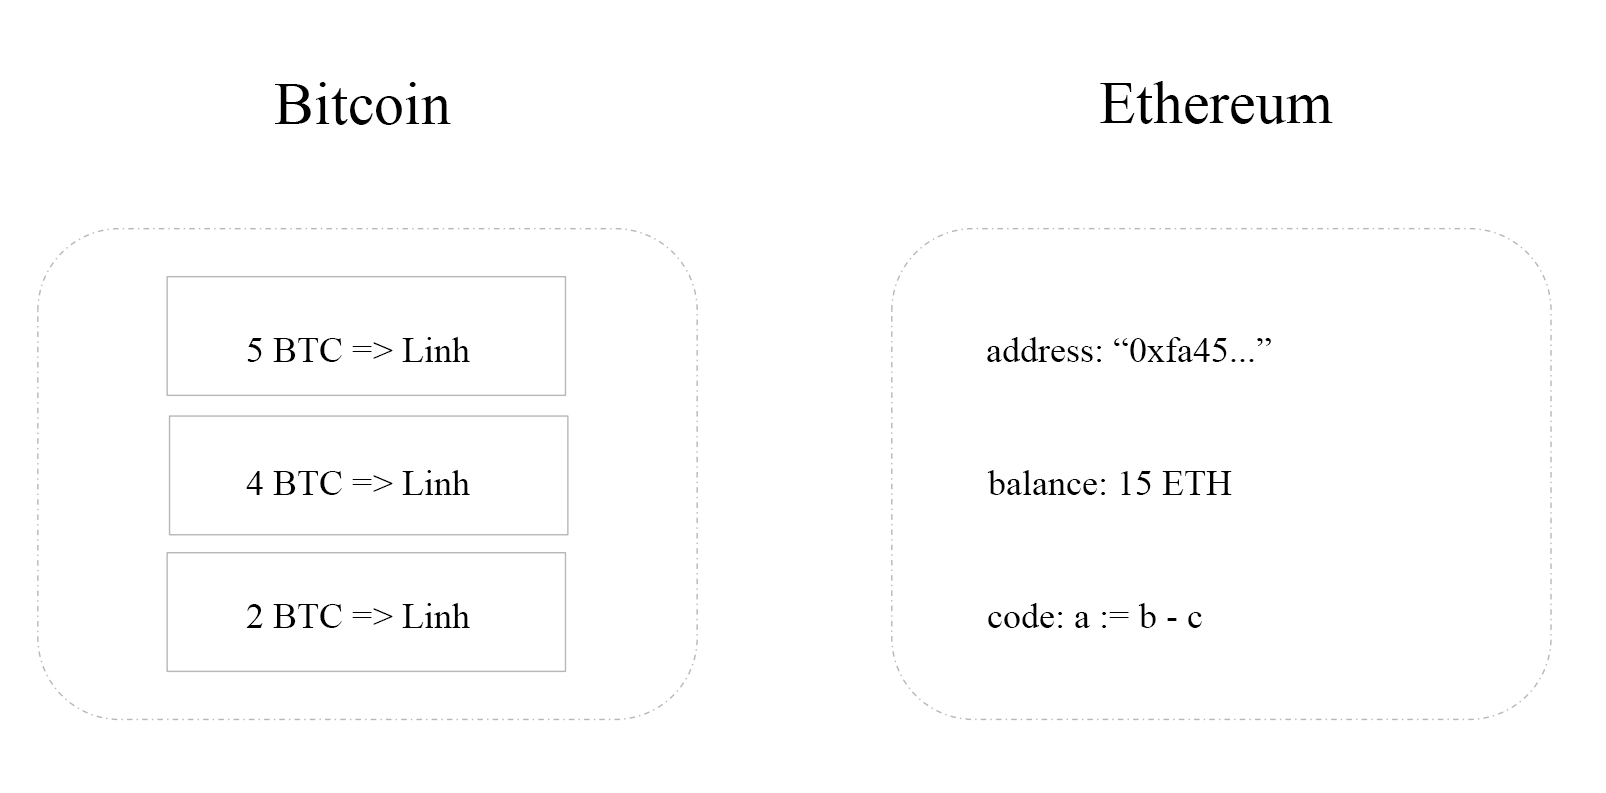 Bitcoin
Ethereum
5 BTC => Linh
4 BTC => Linh
2 BTC => Linh
address: “0xfa45...”
balance: 15 ETH
code: a := b - c